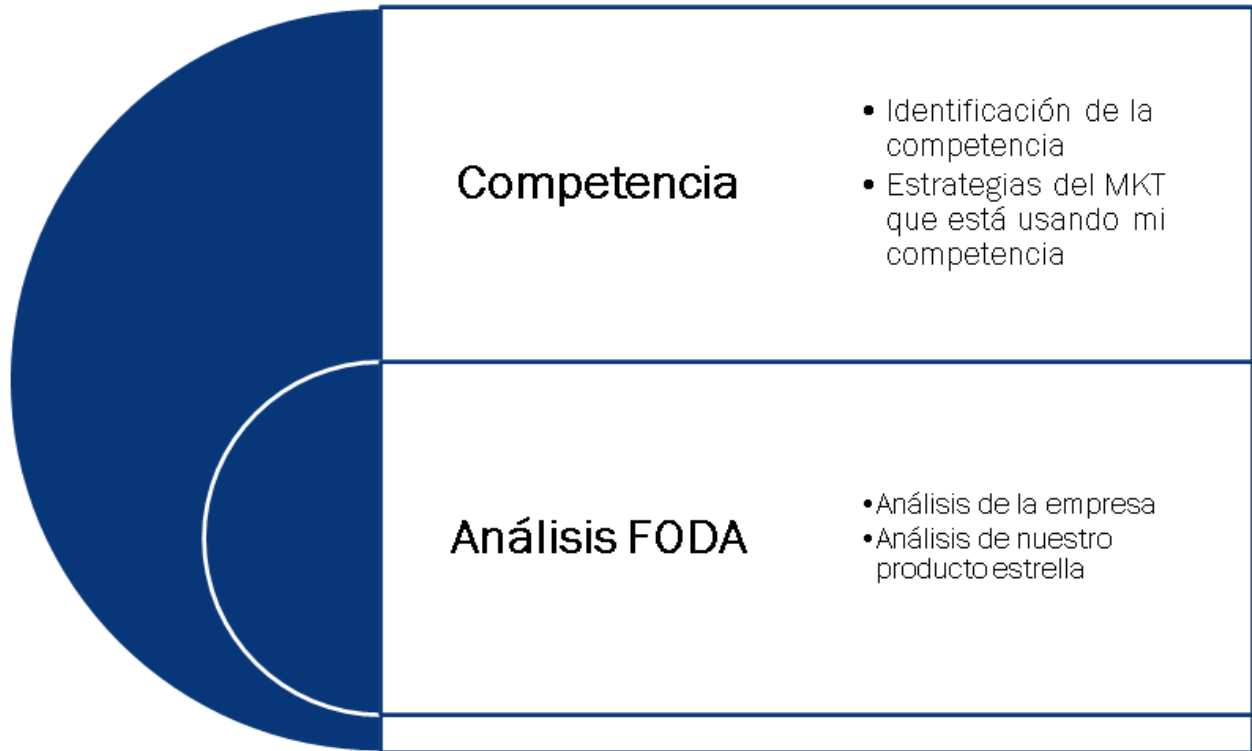 Competencia
• Identificación de la
competencia
• Estrategias del MKT
que está usando mi
competencia
Análisis FODA
•Análisis de la empresa
•Análisis de nuestro
producto estrella